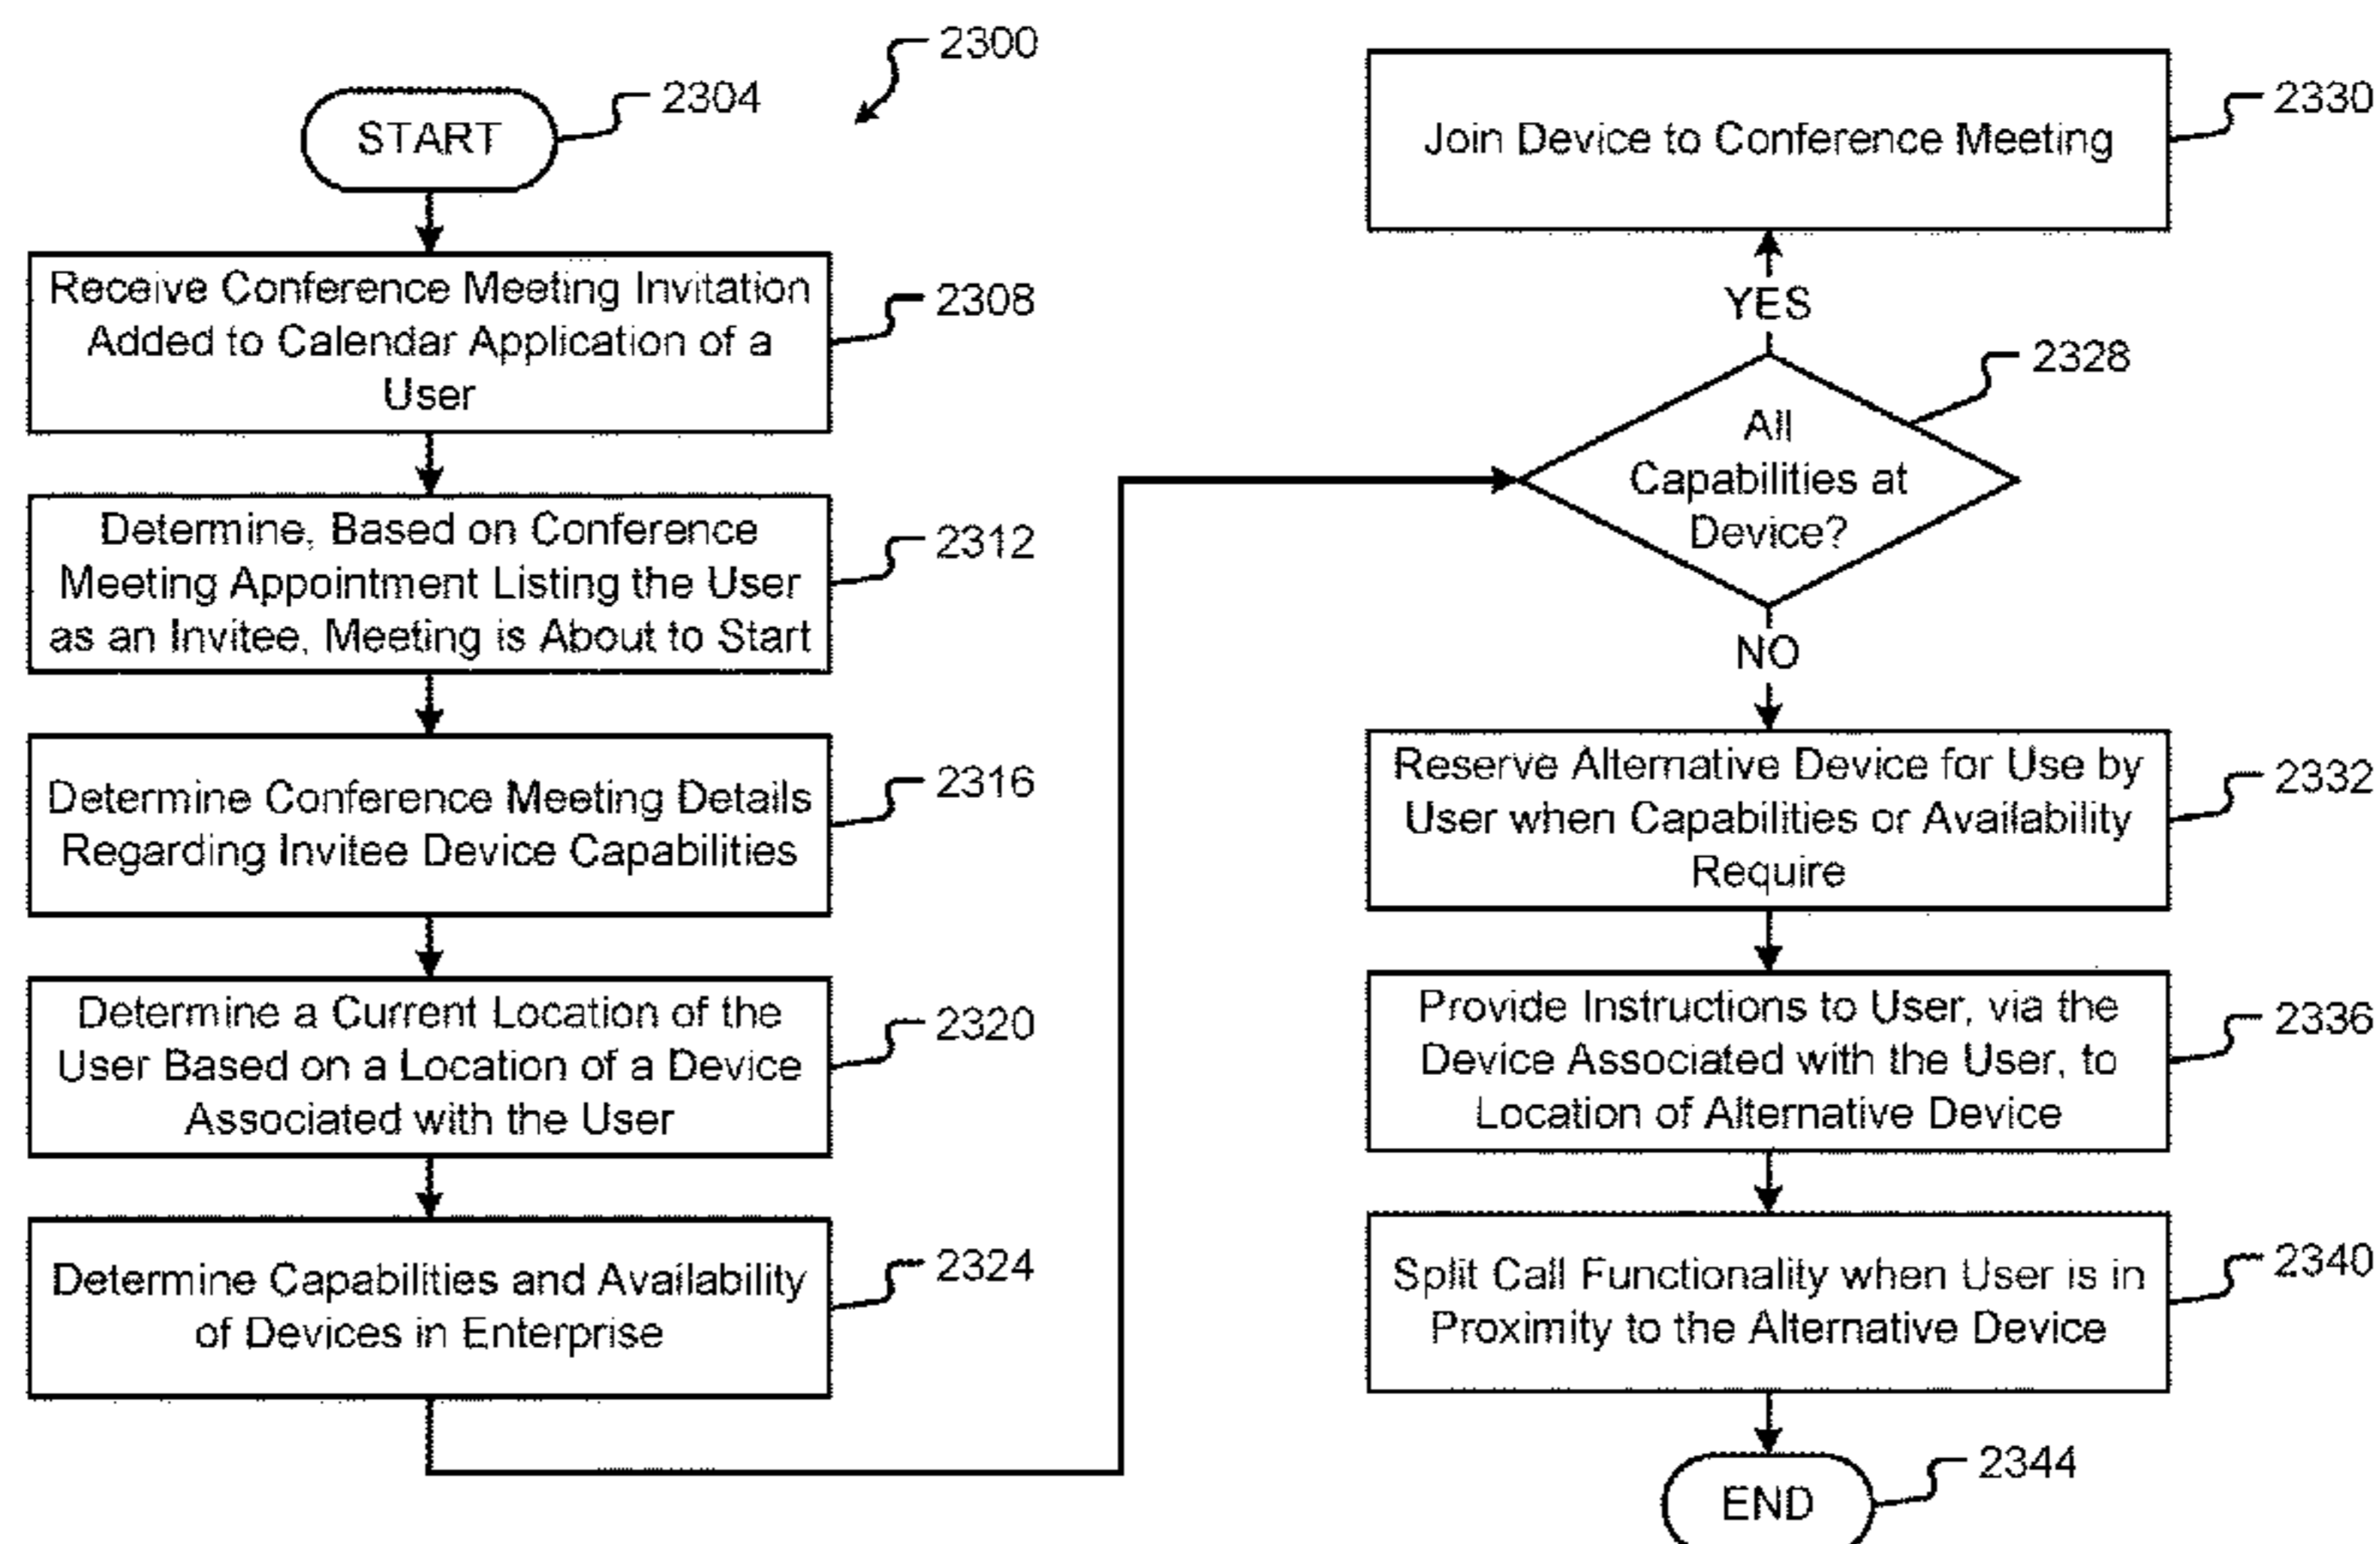 2300
START
2304
Receive Conference Meeting Invitation
Added to Calendar Application of a
User
2308
Determine, Based on Conference
Meeting Appointment Listing the User
as an Invitee, Meeting is About to Start
2312
Determine Conference Meeting Details
Regarding Invitee Device Capabilities
2316
Determine a Current Location of the
User Based on a Location of a Device
Associated with the User
2320
Determine Capabilities and Availability
of Devices in Enterprise
2324
Join Device to Conference Meeting
2330
YES
All
Capabilities at
Device?
2328
NO
Reserve Alternative Device for Use by
User when Capabilities or Availability
Require
2332
Provide Instructions to User, via the
Device Associated with the User, to
Location of Alternative Device
2336
Split Call Functionality when User is in
Proximity to the Alternative Device
2340
END
2344